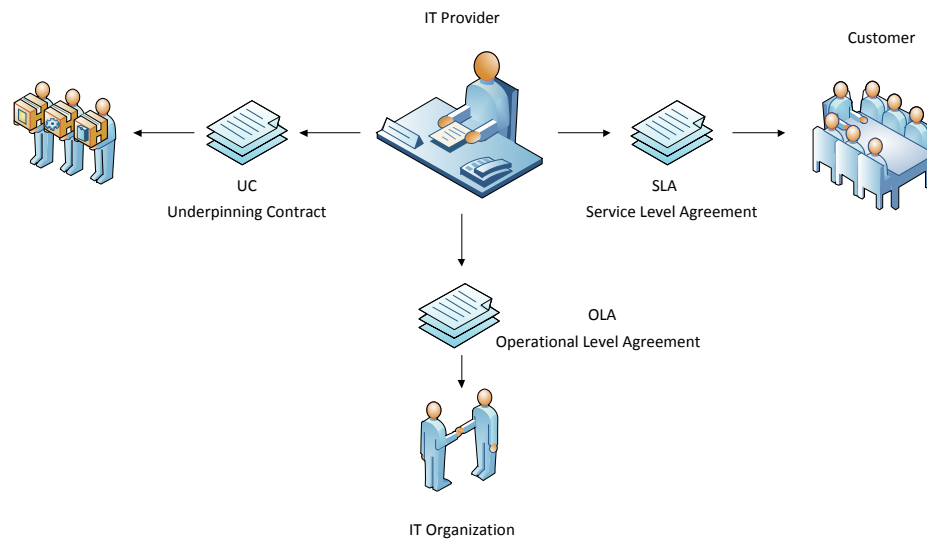 IT Provider
Customer
UC
Underpinning Contract
SLA
Service Level Agreement
OLA
Operational Level Agreement
IT Organization